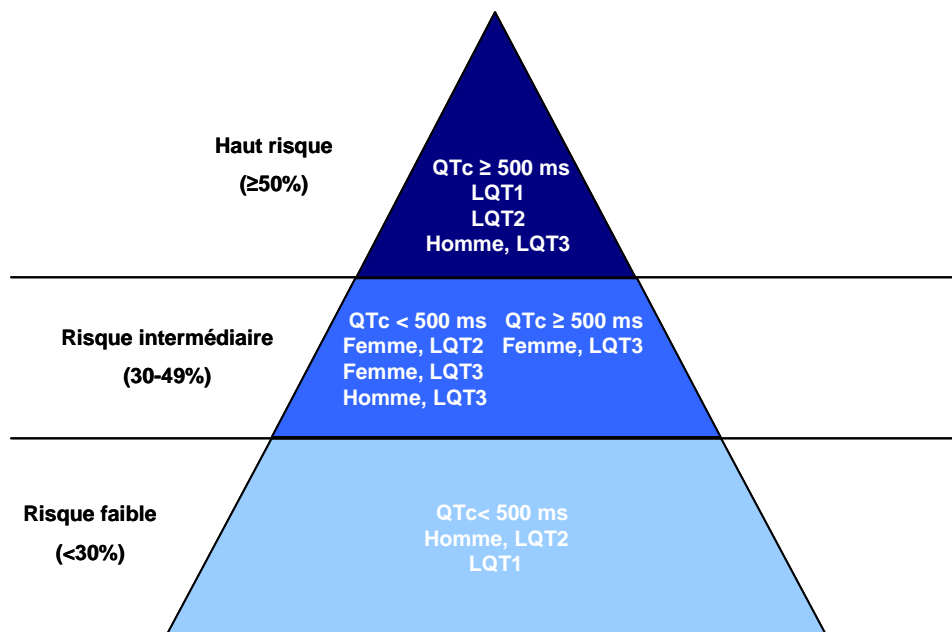 Haut risque
(≥50%)
QTc ≥ 500 ms
LQT1
LQT2
Homme, LQT3
Risque intermédiaire
(30-49%)
QTc < 500 ms
Femme, LQT2
Femme, LQT3
Homme, LQT3
QTc ≥ 500 ms
Femme, LQT3
Risque faible
(<30%)
QTc< 500 ms
Homme, LQT2
LQT1